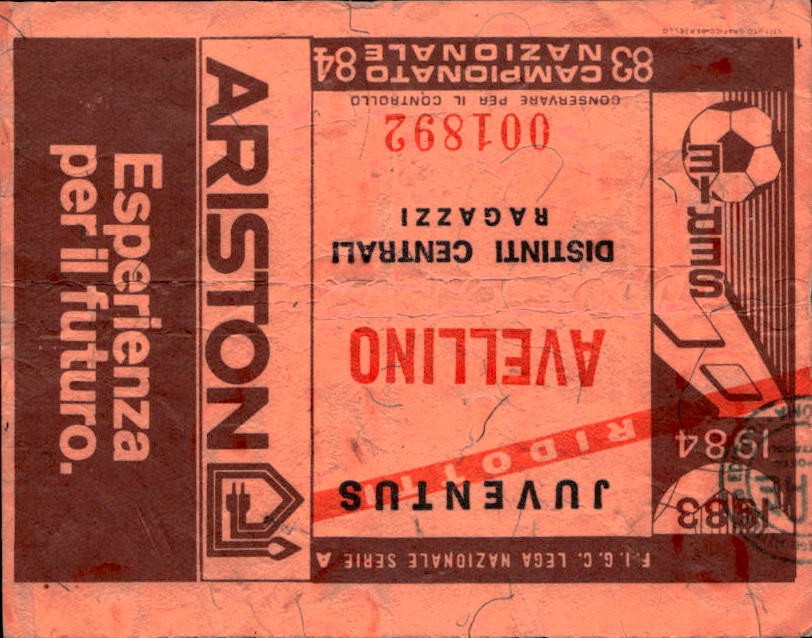 F.I.G.C. LEGA NAZIONALE SERIE A
1983
1984
JUVENTUS
RIDOTTI
AVELLINO
DISTINTI CENTRALI
RAGAZZI
001892
CONSERVARE PER IL CONTROLLO
83 CAMPIONATO 84
NAZIONALE
ARISTON
Esperienza
per il futuro.